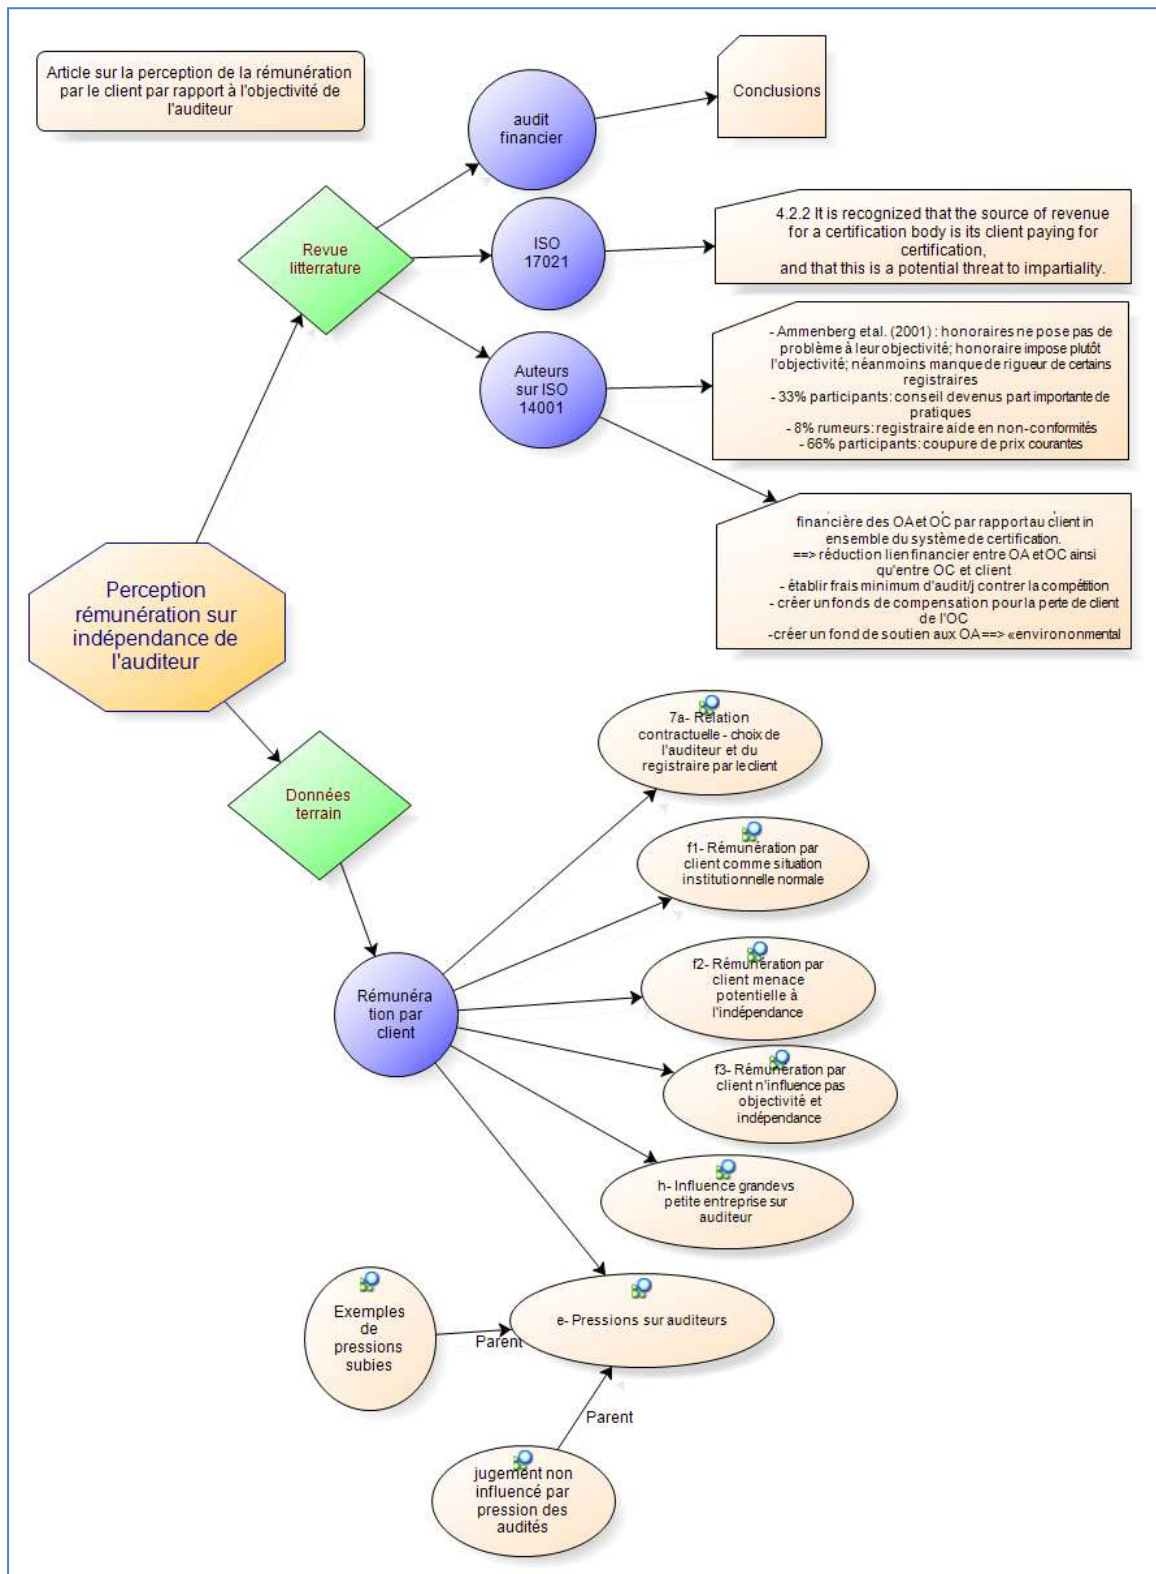 Article sur la perception de la rémunération
par le client par rapport à l'objectivité de
l'auditeur
audit
financier
Conclusions
Revue
litterrature
ISO
17021
4.2.2 It is recognized that the source of revenue
for a certification body is its client paying for
certification,
and that this is a potential threat to impartiality.
Auteurs
sur ISO
14001
- Ammenberg et al. (2001) : honoraires ne pose pas de
problème à leur objectivité; honoraire impose plutôt
l'objectivité; néanmoins manque de rigueur de certains
registraires
- 33% participants: conseil devenus part importante de
pratiques
- 8% rumeurs: registraire aide en non-conformités
- 66% participants: coupure de prix courantes
financière des OA et OC par rapport au client in
ensemble du système de certification.
==> réduction lien financier entre OA et OC ainsi
qu'entre OC et client
- établir frais minimum d'audit/j contrer la compétition
- créer un fonds de compensation pour la perte de client
de l'OC
-créer un fond de soutien aux OA ==> «environonmental
Perception
rémunération sur
indépendance de
l'auditeur
Données
terrain
7a- Relation
contractuelle - choix de
l'auditeur et du
registraire par le client
f1- Rémunération par
client comme situation
institutionnelle normale
f2- Rémunération par
client menace
potentielle à
l'indépendance
Rémunéra
tion par
client
f3- Rémunération par
client n'influence pas
objectivité et
indépendance
h- Influence grande vs
petite entreprise sur
auditeur
Exemples
de
pressions
subies
Parent
e- Pressions sur auditeurs
Parent
jugement non
influencé par
pression des
audités